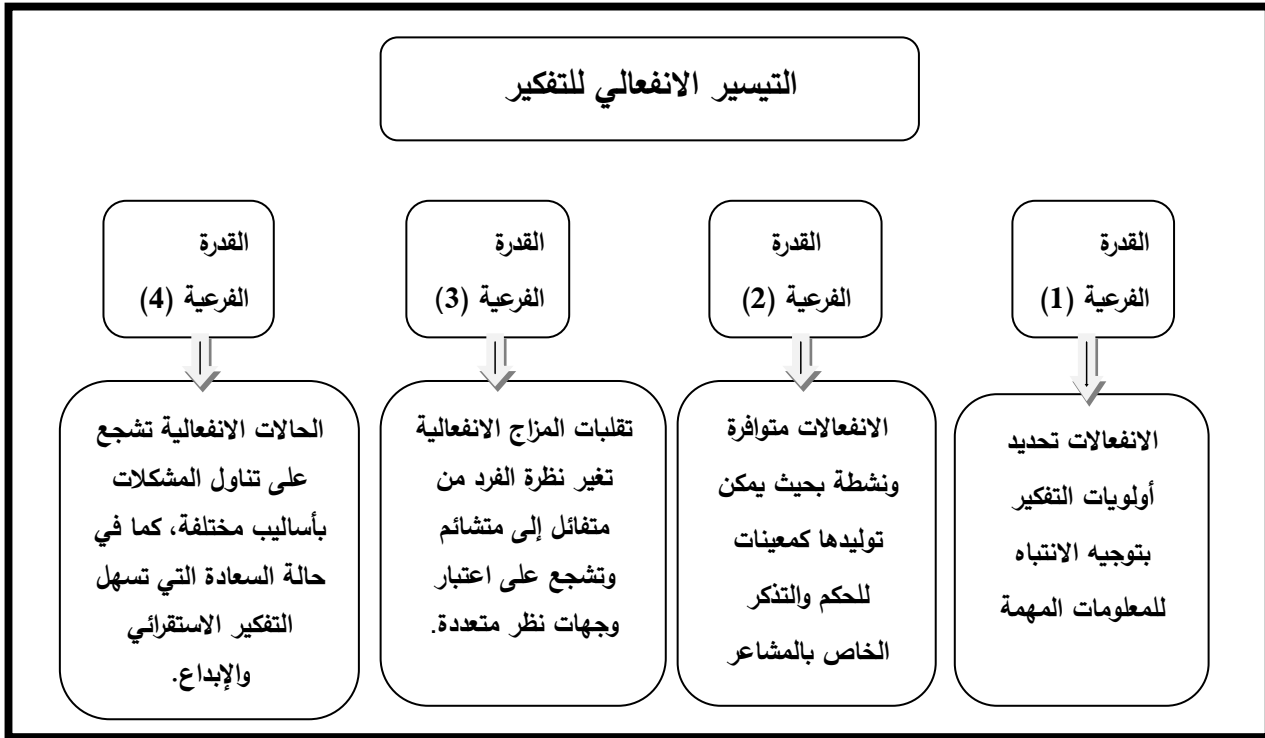 التيسير الانفعالي للتفكير
القدرة
الفرعية (1)
القدرة
الفرعية (2)
القدرة
الفرعية (3)
القدرة
الفرعية (4)
الانفعالات تحديد
أولويات التفكير
بتوجيه الانتباه
للمعلومات المهمة
الانفعالات متوافرة
ونشطة بحيث يمكن
توليدها كمعينات
للحكم والتذكر
الخاص بالمشاعر
تقلبات المزاج الانفعالية
تغير نظرة الفرد من
متفائل إلى متشائم
وتشجع على اعتبار
وجهات نظر متعددة.
الحالات الانفعالية تشجع
على تناول المشكلات
بأساليب مختلفة، كما في
حالة السعادة التي تسهل
التفكير الاستقرائي
والإبداع.